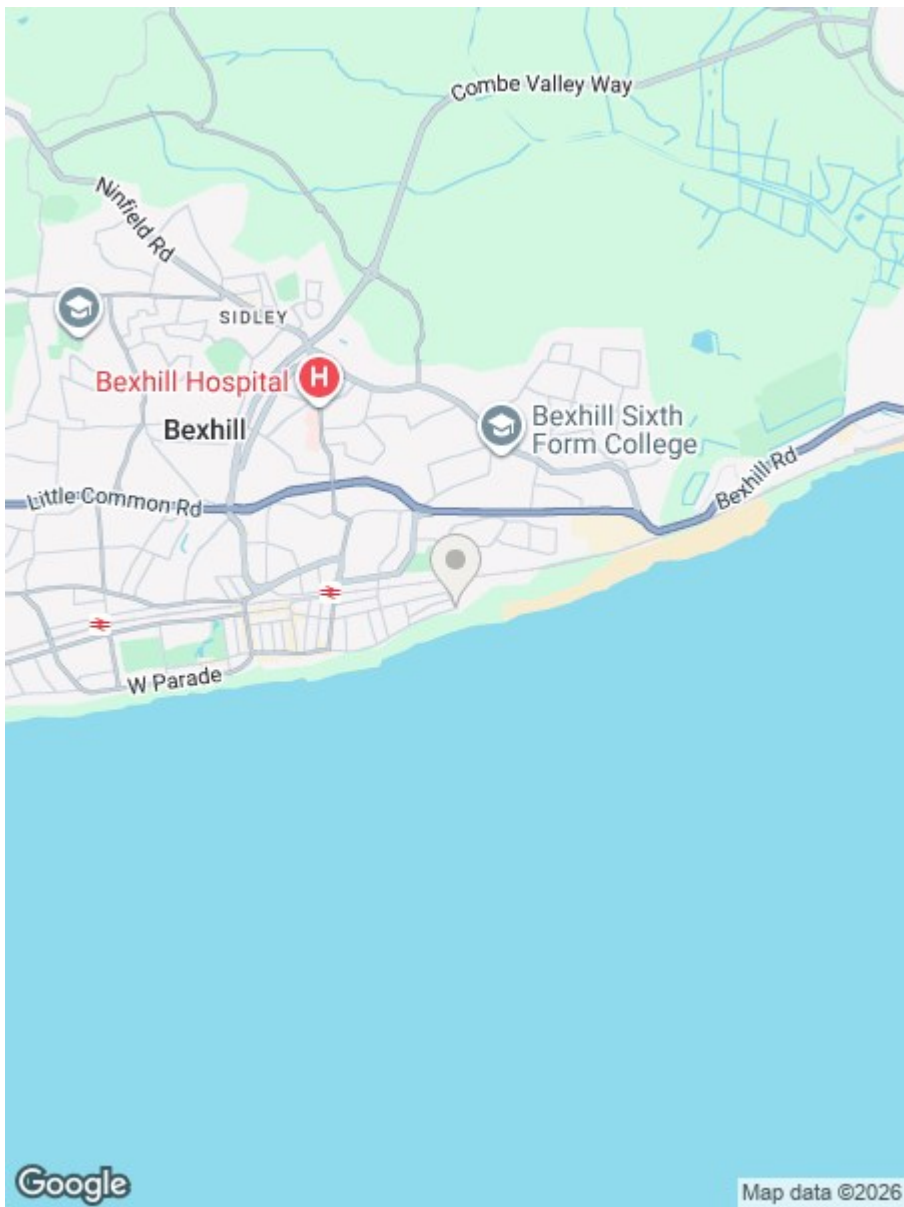 Combe Valley Way
Ninfield Rd
SIDLEY
Bexhill Hospital
H
Bexhill
Bexhill Sixth
Form College
Bexhill Rd
Little Common Rd
W Parade
Google
Map data ©2026